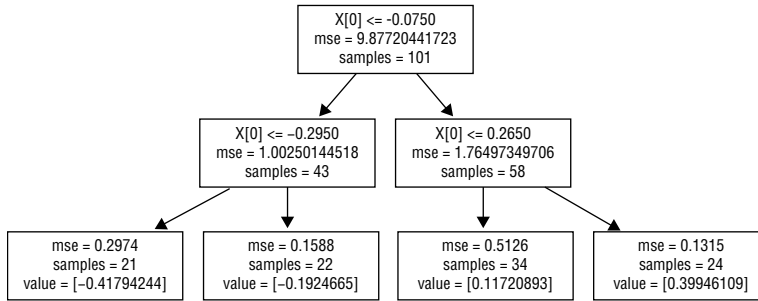 X[0] <= -0.0750
mse = 9.87720441723
samples = 101
X[0] <= −0.2950
mse = 1.00250144518
samples = 43
X[0] <= 0.2650
mse = 1.76497349706
samples = 58
mse = 0.2974
samples = 21
value = [−0.41794244]
mse = 0.1588
samples = 22
value = [−0.1924665]
mse = 0.5126
samples = 34
value = [0.11720893]
mse = 0.1315
samples = 24
value = [0.39946109]